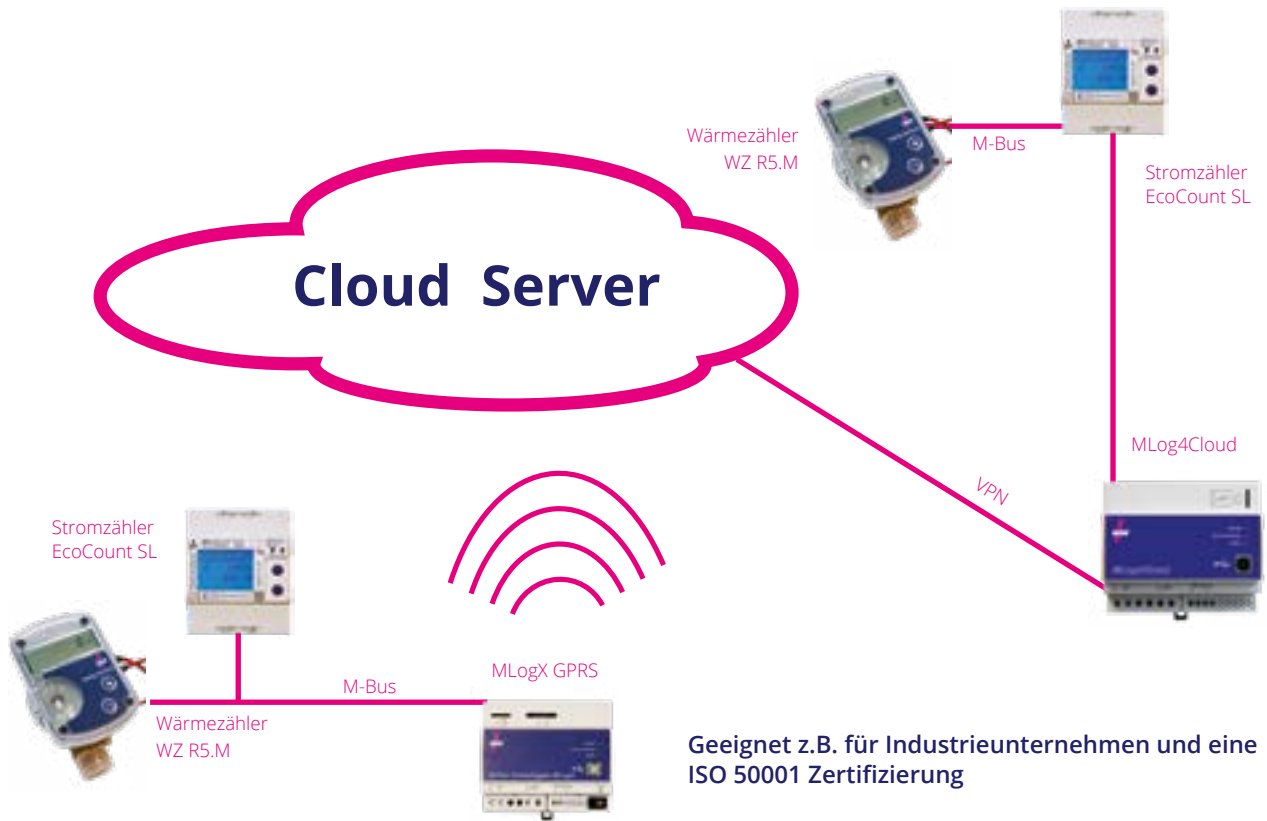 Wärmezähler
WZ R5.M
M-Bus
Stromzähler
EcoCount SL
Cloud Server
MLog4Cloud
VPN
Stromzähler
EcoCount SL
MLogX GPRS
M-Bus
Wärmezähler
WZ R5.M
Geeignet z.B. für Industrieunternehmen und eine
ISO 50001 Zertifizierung